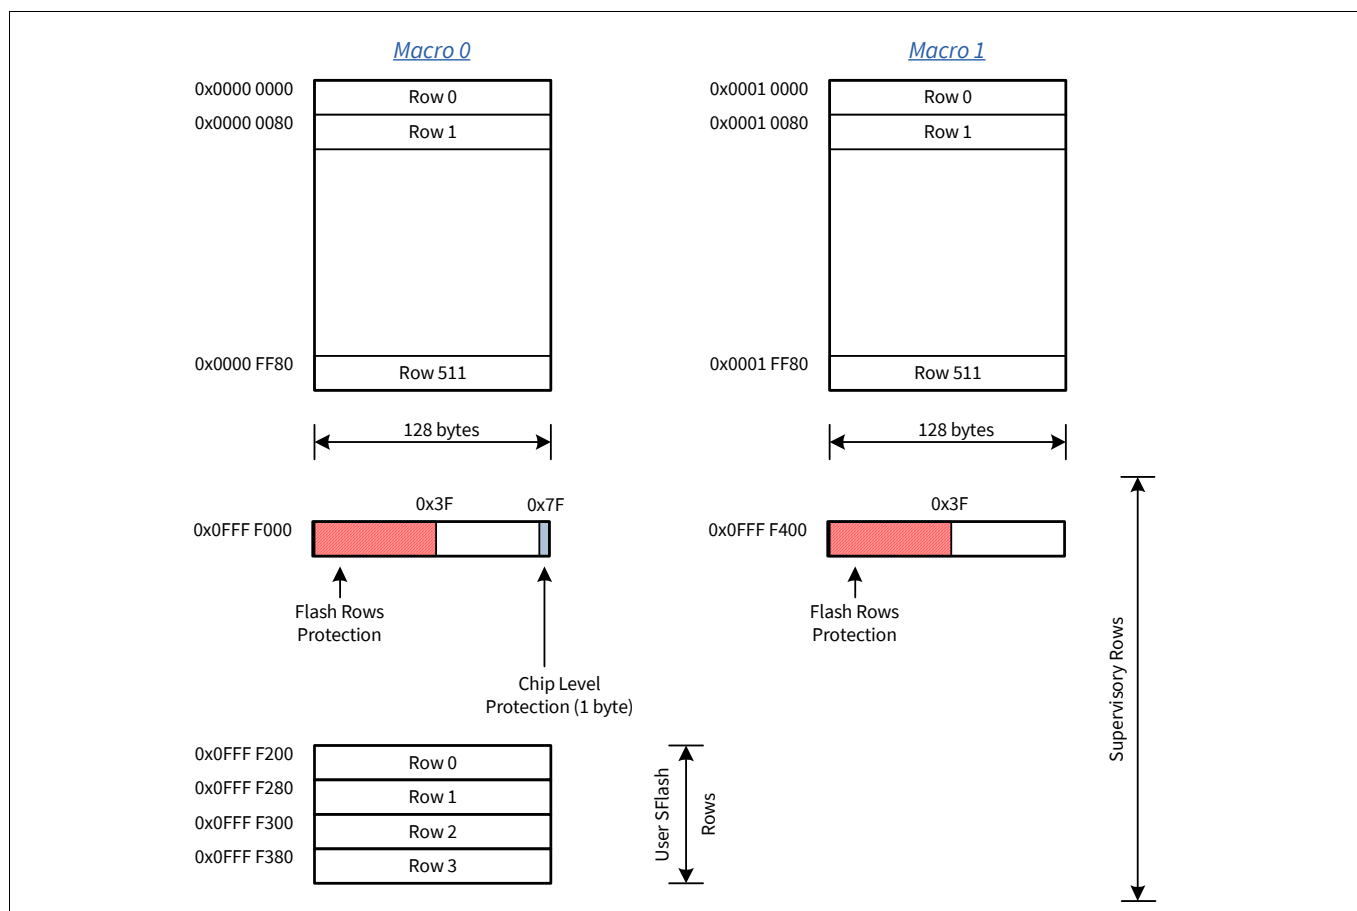 Macro 0
Macro 1
0x0000 0000
Row 0
0x0001 0000
Row 0
0x0000 0080
Row 1
0x0001 0080
Row 1
0x0000 FF80
Row 511
0x0001 FF80
Row 511
128 bytes
128 bytes
0x3F
0x7F
0x3F
0x0FFF F000
0x0FFF F400
Flash Rows
Protection
Flash Rows
Protection
Chip Level
Protection (1 byte)
Supervisory Rows
0x0FFF F200
Row 0
0x0FFF F280
Row 1
0x0FFF F300
Row 2
0x0FFF F380
Row 3
User SFlash
Rows